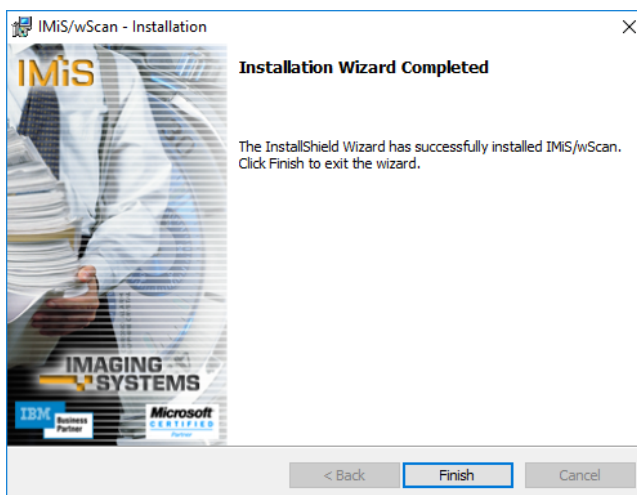 IMiS/wScan - Installation
IMiS
Installation Wizard Completed
The InstallShield Wizard has successfully installed IMiS/wScan.
Click Finish to exit the wizard.
IMAGING
SYSTEMS
IBM
Business
Partner
Microsoft
CERTIFIED
Partner
< Back
Finish
Cancel